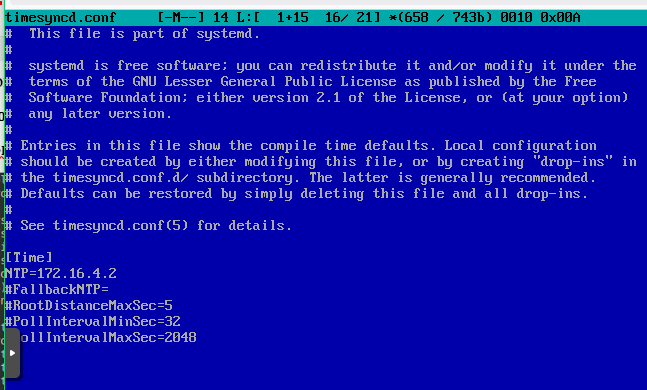 timesyncd.conf [-M--] 14 L:[ 1+15 16/ 21] *(658 / 743b) 0010 0x00A
# This file is part of systemd.
#
# systemd is free software; you can redistribute it and/or modify it under the
# terms of the GNU Lesser General Public License as published by the Free
# Software Foundation; either version 2.1 of the License, or (at your option)
# any later version.
#
# Entries in this file show the compile time defaults. Local configuration
# should be created by either modifying this file, or by creating "drop-ins" in
# the timesyncd.conf.d/ subdirectory. The latter is generally recommended.
# Defaults can be restored by simply deleting this file and all drop-ins.
#
# See timesyncd.conf(5) for details.
[Time]
NTP=172.16.4.2
#FallbackNTP=
#RootDistanceMaxSec=5
#PollIntervalMinSec=32
ollIntervalMaxSec=2048